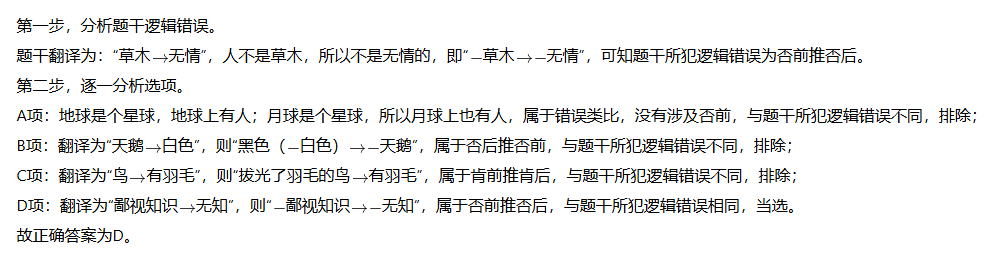 第一步，分析题干逻辑错误。
题干翻译为：“草木→无情”，人不是草木，所以不是无情的，即“−草木→−无情”，可知题干所犯逻辑错误为否前推否后。
第二步，逐一分析选项。
A项：地球是个星球，地球上有人；月球是个星球，所以月球上也有人，属于错误类比，没有涉及否前，与题干所犯逻辑错误不同，排除；
B项：翻译为“天鹅→白色”，则“黑色（−白色）→−天鹅”，属于否后推否前，与题干所犯逻辑错误不同，排除；
C项：翻译为“鸟→有羽毛”，则“拔光了羽毛的鸟→有羽毛”，属于肯前推肯后，与题干所犯逻辑错误不同，排除；
D项：翻译为“鄙视知识→无知”，则“−鄙视知识→−无知”，属于否前推否后，与题干所犯逻辑错误相同，当选。
故正确答案为D。